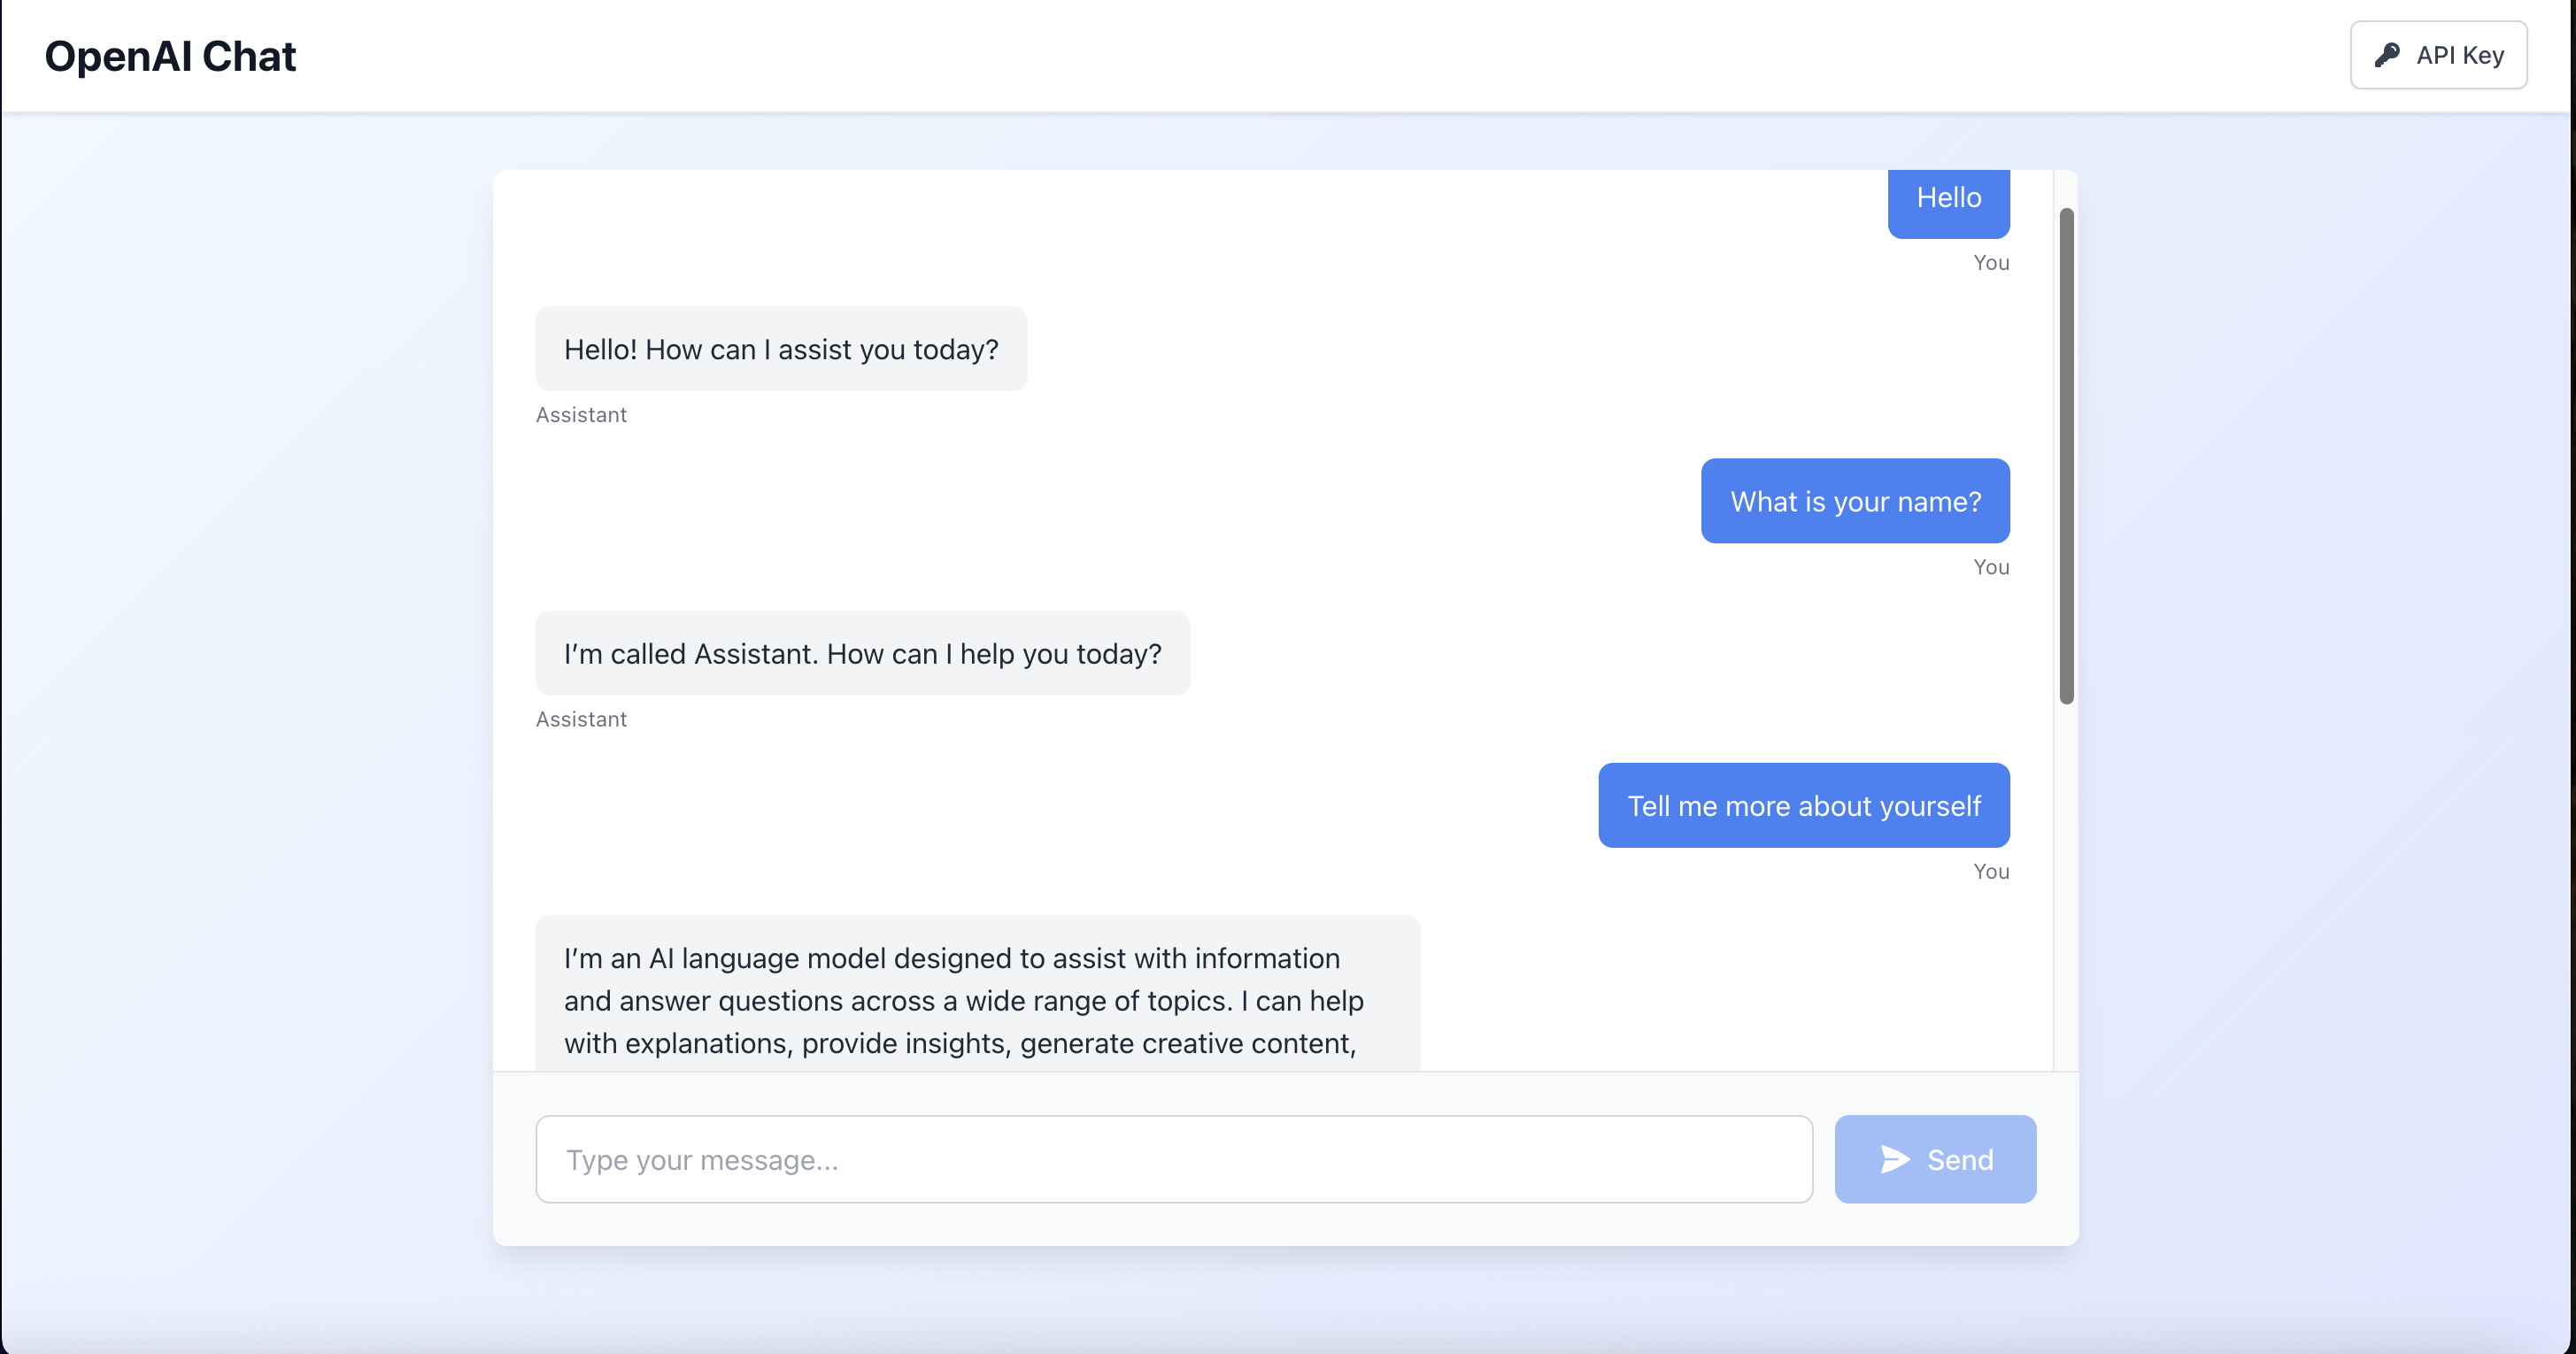 OpenAI Chat
API Key
Hello
You
Hello! How can I assist you today?
Assistant
What is your name?
You
I’m called Assistant. How can I help you today?
Assistant
Tell me more about yourself
You
I’m an AI language model designed to assist with information
and answer questions across a wide range of topics. I can help
with explanations, provide insights, generate creative content,
Type your message...
Send